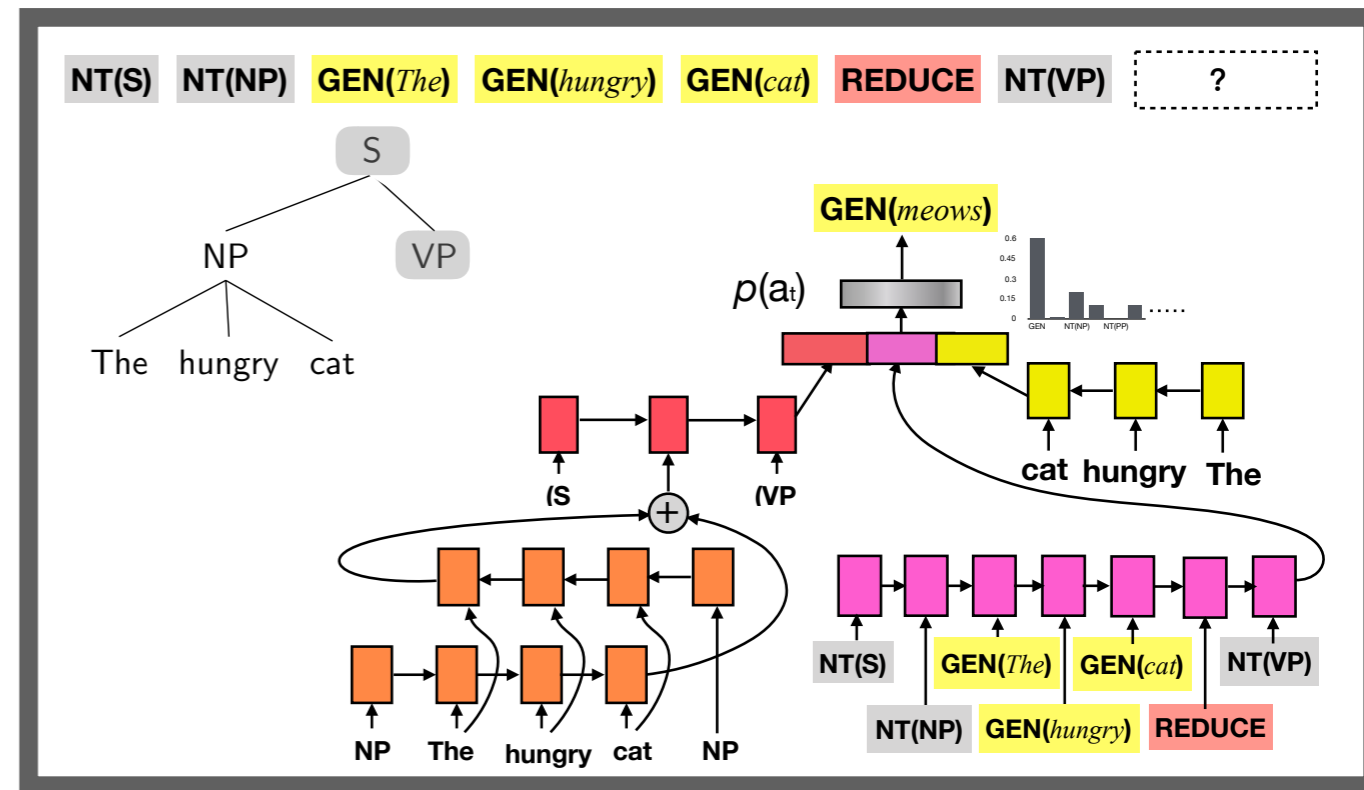 NT(S) NT(NP) GEN(The) GEN(hungry) GEN(cat) REDUCE NT(VP) ?
S
NP VP
The hungry cat
GEN(meows)
p(at)
0.6
0.45
0.3
0.15
0
GEN NT(NP) NT(PP)
.....
cat hungry The
(S (VP
+
NT(S) GEN(The) GEN(cat) NT(VP)
NT(NP) GEN(hungry) REDUCE
NP The hungry cat NP